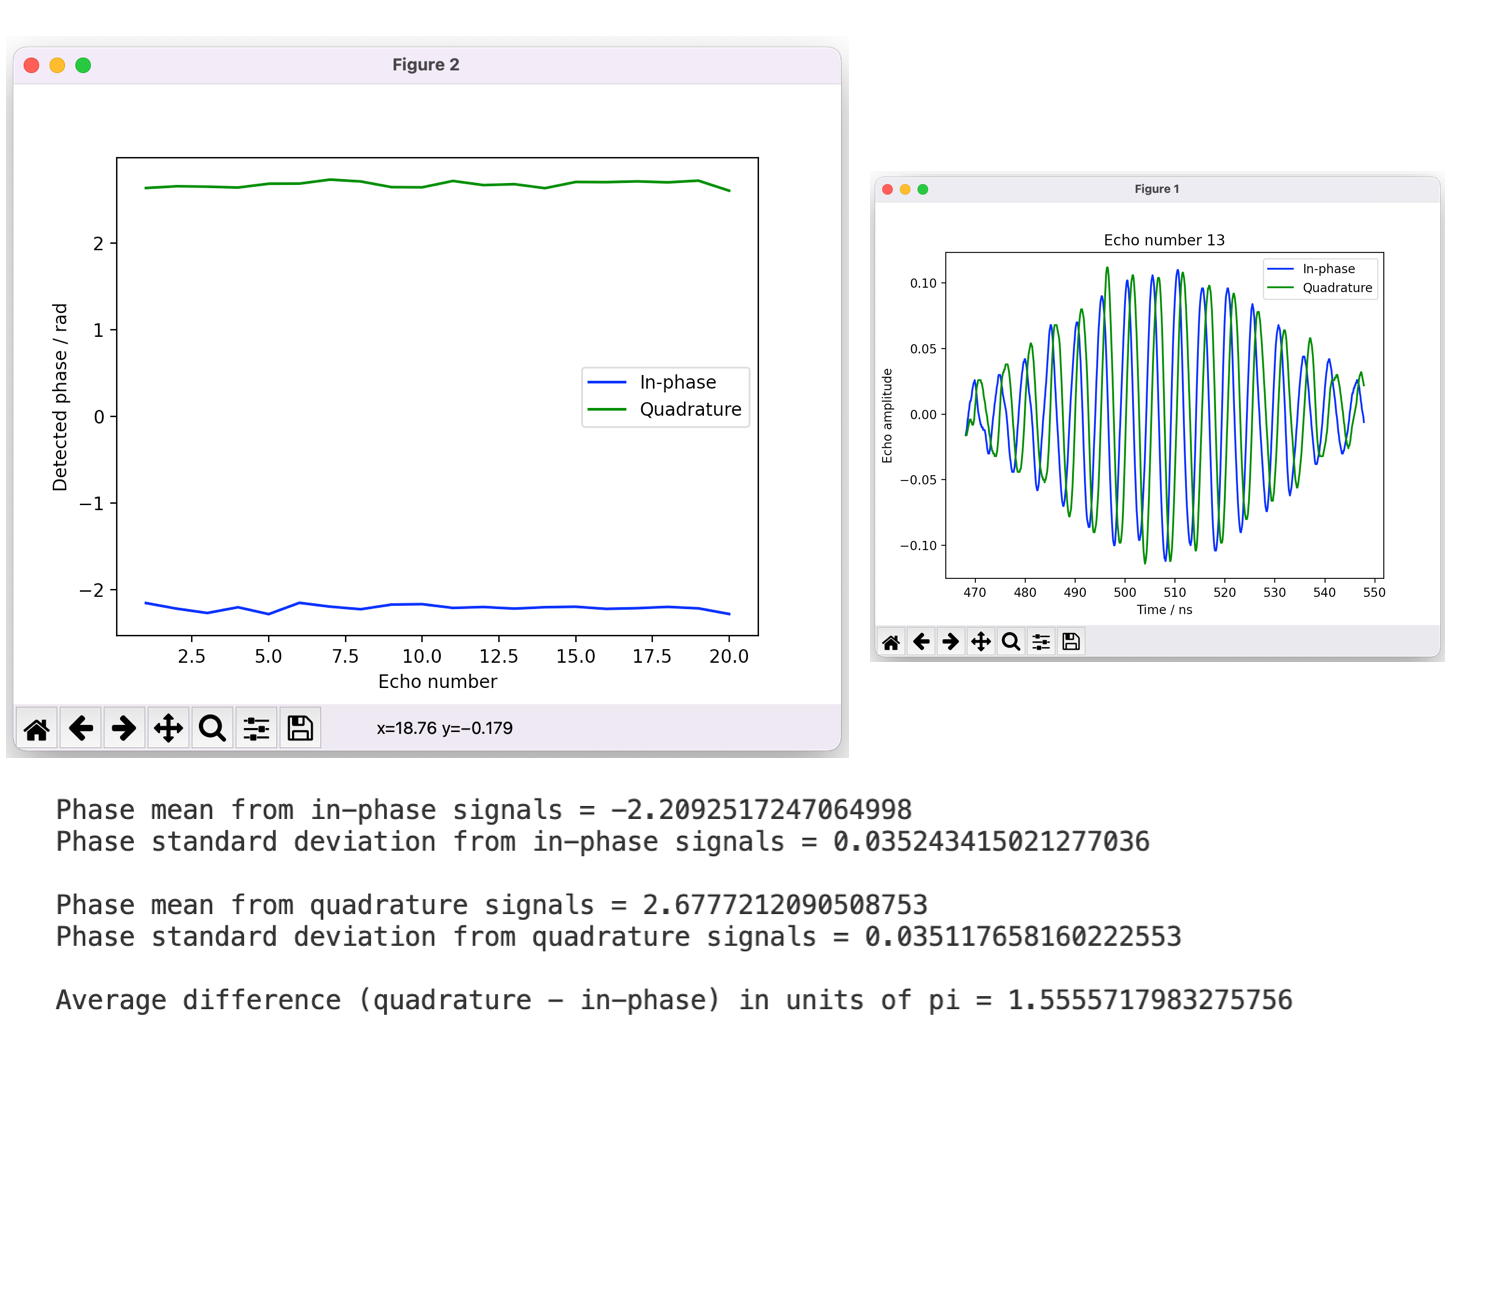 Figure 2
2
1
0
−1
−2
Detected phase / rad
In-phase
Quadrature
2.5 5.0 7.5 10.0 12.5 15.0 17.5 20.0
Echo number
x=18.76 y=−0.179
Figure 1
Echo number 13
In-phase
Quadrature
0.10
0.05
0.00
−0.05
−0.10
Echo amplitude
470 480 490 500 510 520 530 540 550
Time / ns
Phase mean from in-phase signals = -2.2092517247064998
Phase standard deviation from in-phase signals = 0.035243415021277036
Phase mean from quadrature signals = 2.6777212090508753
Phase standard deviation from quadrature signals = 0.035117658160222553
Average difference (quadrature - in-phase) in units of pi = 1.5555717983275756